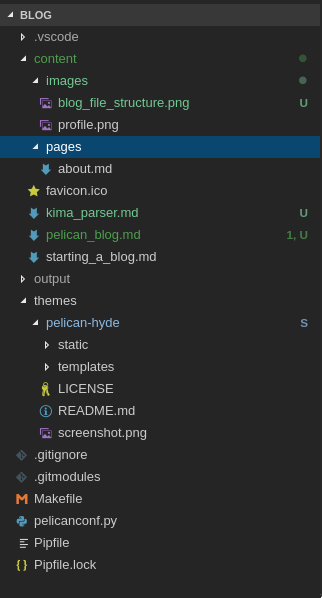 BLOG
.vscode
content
images
blog_file_structure.png U
profile.png
pages
about.md
favicon.ico
kima_parser.md U
pelican_blog.md 1, U
starting_a_blog.md
output
themes
pelican-hyde S
static
templates
LICENSE
README.md
screenshot.png
.gitignore
.gitmodules
Makefile
pelicanconf.py
Pipfile
{ } Pipfile.lock